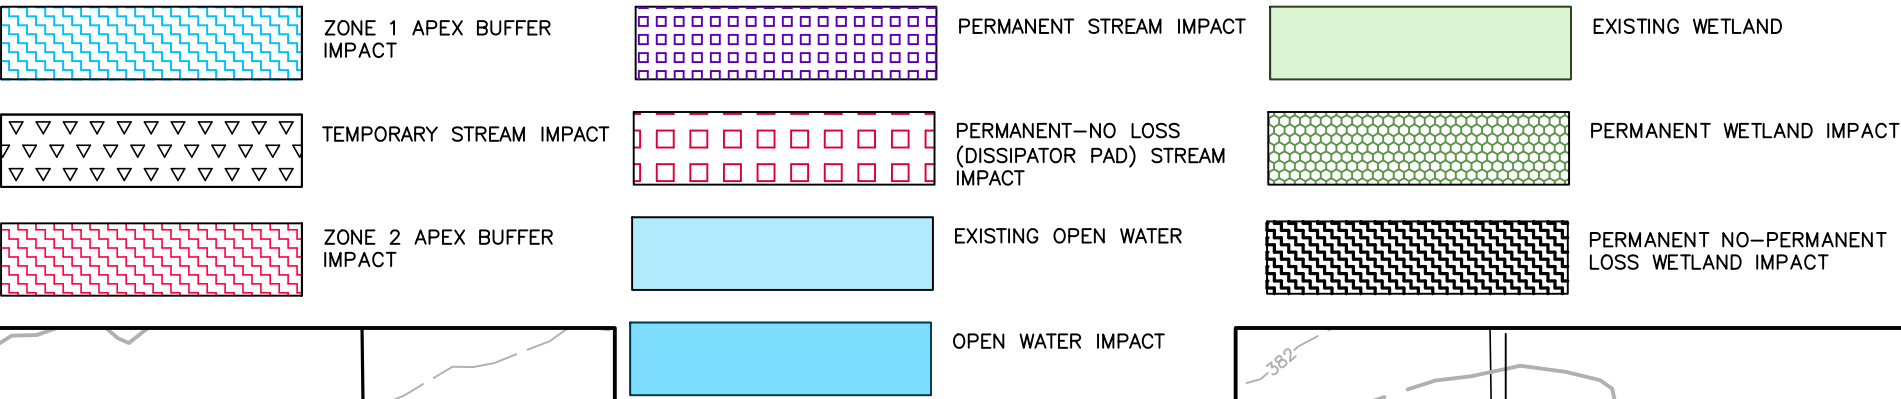 ZONE 1 APEX BUFFER
IMPACT
TEMPORARY STREAM IMPACT
ZONE 2 APEX BUFFER
IMPACT
PERMANENT STREAM IMPACT
PERMANENT-NO LOSS
(DISSIPATOR PAD) STREAM
IMPACT
EXISTING OPEN WATER
OPEN WATER IMPACT
EXISTING WETLAND
PERMANENT WETLAND IMPACT
PERMANENT NO-PERMANENT
LOSS WETLAND IMPACT
382